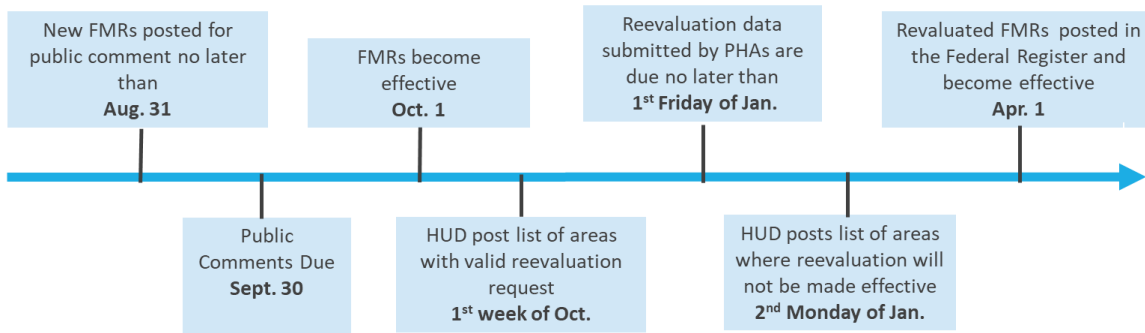 New FMRs posted for
public comment no later
than
Aug. 31
Public
Comments Due
Sept. 30
FMRs become
effective
Oct. 1
HUD post list of areas
with valid reevaluation
request
1st week of Oct.
Reevaluation data
submitted by PHAs are
due no later than
1st Friday of Jan.
HUD posts list of areas
where reevaluation will
not be made effective
2nd Monday of Jan.
Revaluated FMRs posted in
the Federal Register and
become effective
Apr. 1